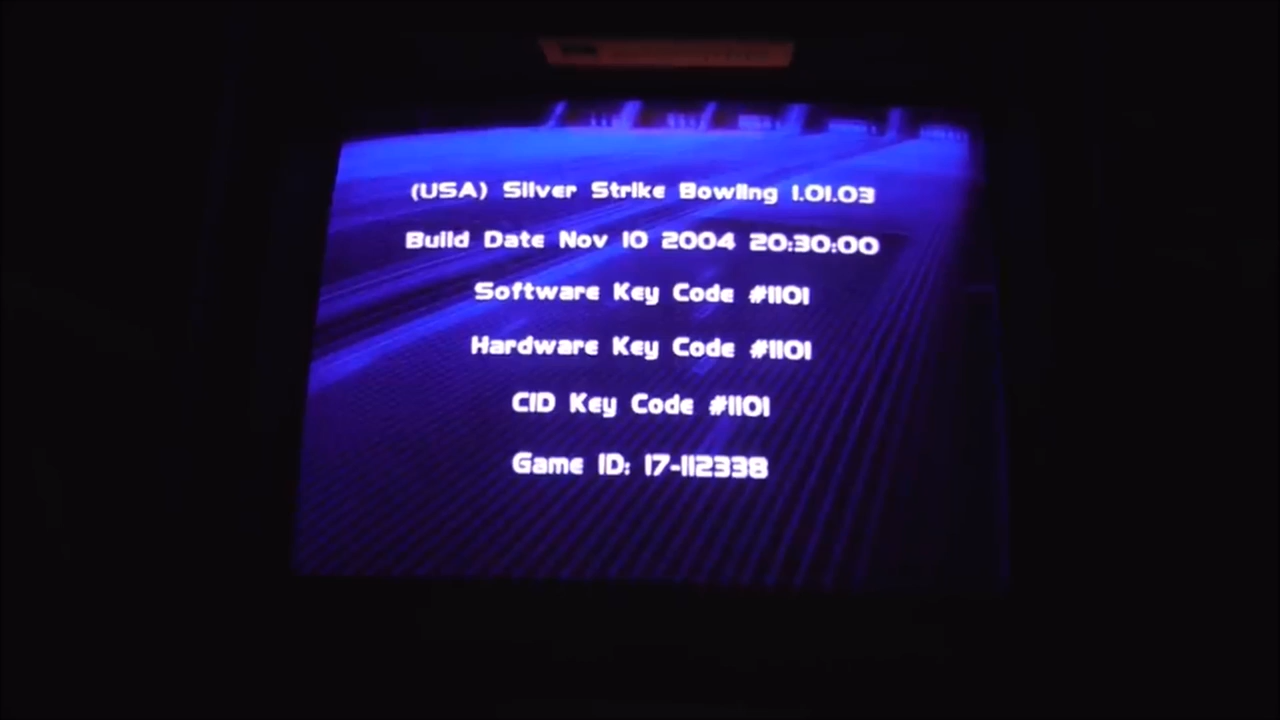 (USA) Silver Strike Bowling 1.01.03
Build Date Nov 10 2004 20:30:00
Software Key Code #1101
Hardware Key Code #1101
CID Key Code #1101
Game ID: 17-112338